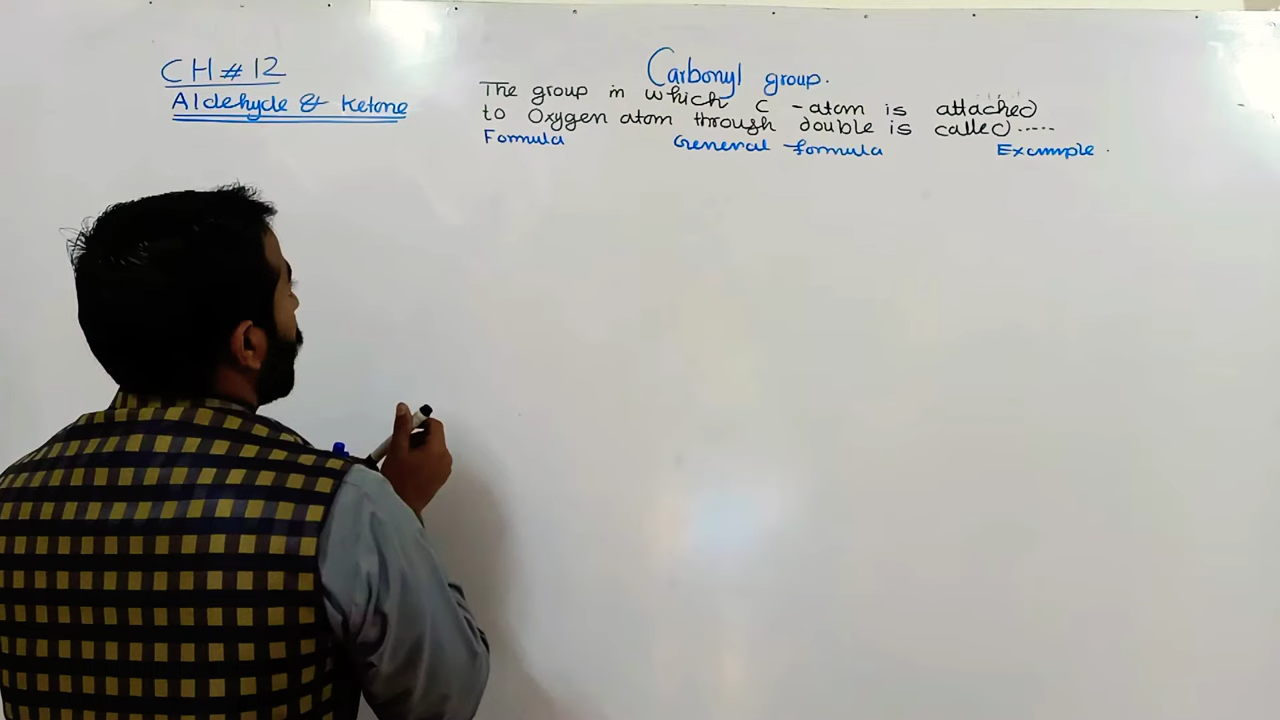 CH # 12
Aldehyde & Ketone
Carbonyl group.
The group in which C -atom is attached
to Oxygen atom through double is called.....
Formula General formula Example.